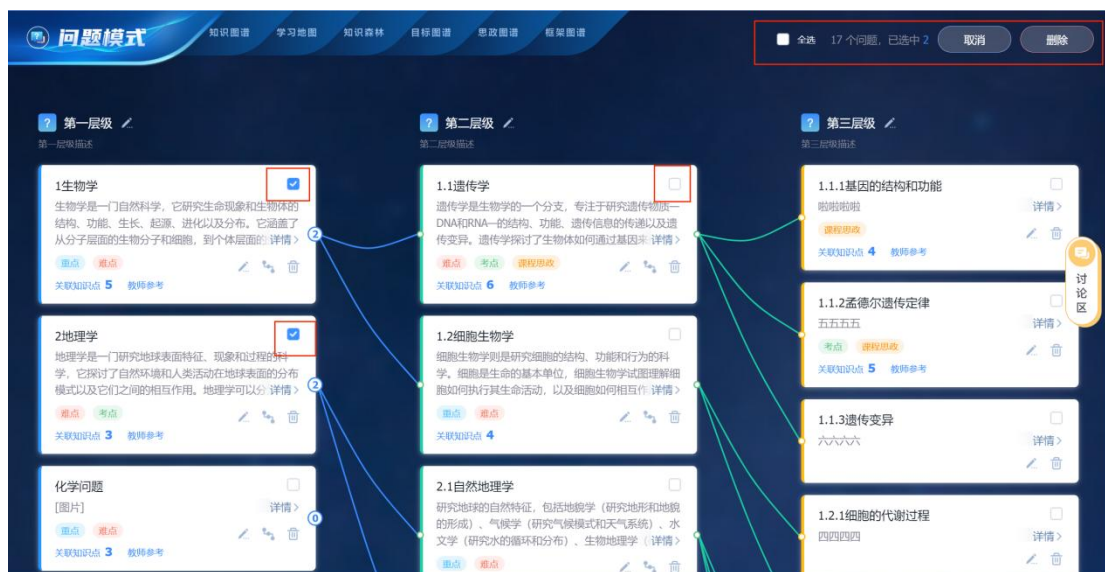 问题模式
知识图谱 学习地图 知识森林 目标图谱 思政图谱 框架图谱
全选 17 个问题，已选中 2 取消 删除
? 第一层级
第一层级描述
1生物学
生物学是一门自然科学，它研究生命现象和生物体的
结构、功能、生长、起源、进化以及分布。它涵盖了
从分子层面的生物分子和细胞，到个体层面的 详情>
2
重点 难点
关联知识点 5 教师参考
2地理学
地理学是一门研究地球表面特征、现象和过程的科
学，它探讨了自然环境和人类活动在地球表面的分布
模式以及它们之间的相互作用。地理学可以分 详情>
2
难点 考点
关联知识点 3 教师参考
化学问题
[图片] 详情>
0
重点 难点
关联知识点 3 教师参考
? 第二层级
第二层级描述
1.1遗传学
遗传学是生物学的一个分支，专注于研究遗传物质—
DNA和RNA—的结构、功能、遗传信息的传递以及遗
传变异。遗传学探讨了生物体如何通过基因来 详情>
难点 考点 课程思政
关联知识点 6 教师参考
1.2细胞生物学
细胞生物学则是研究细胞的结构、功能和行为的科
学。细胞是生命的基本单位，细胞生物学试图理解细
胞如何执行其生命活动，以及细胞如何相互作 详情>
重点 难点
关联知识点 4
2.1自然地理学
研究地球的自然特征，包括地貌学（研究地形和地貌
的形成）、气候学（研究气候模式和天气系统）、水
文学（研究水的循环和分布）、生物地理学（ 详情>
重点 难点
? 第三层级
第三层级描述
1.1.1基因的结构和功能
啦啦啦啦 详情>
课程思政
关联知识点 4 教师参考
1.1.2孟德尔遗传定律
五五五五 详情>
考点 课程思政
关联知识点 5 教师参考
1.1.3遗传变异
六六六六 详情>
1.2.1细胞的代谢过程
四四四四 详情>
讨
论
区